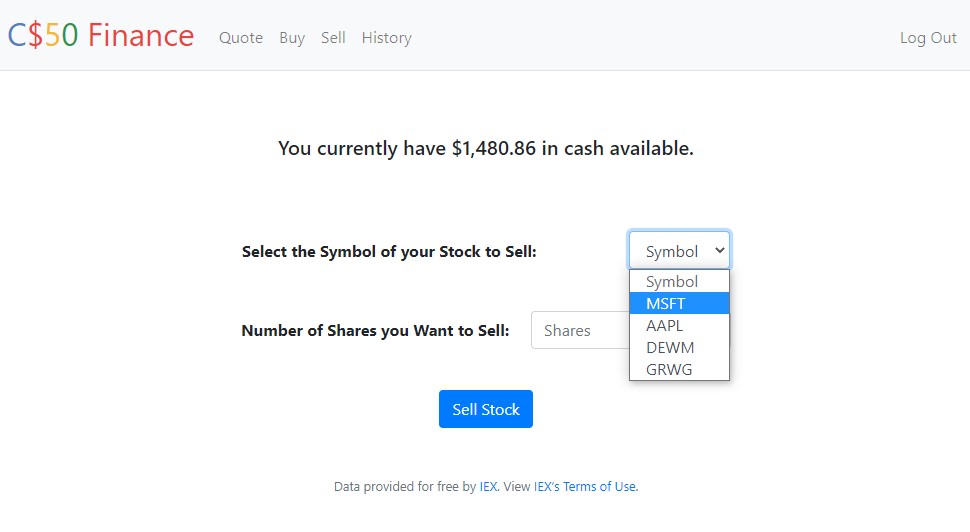 C$50 Finance Quote Buy Sell History Log Out
You currently have $1,480.86 in cash available.
Select the Symbol of your Stock to Sell: Symbol
Symbol
MSFT
Number of Shares you Want to Sell: Shares AAPL
DEWM
GRWG
Sell Stock
Data provided for free by IEX. View IEX's Terms of Use.